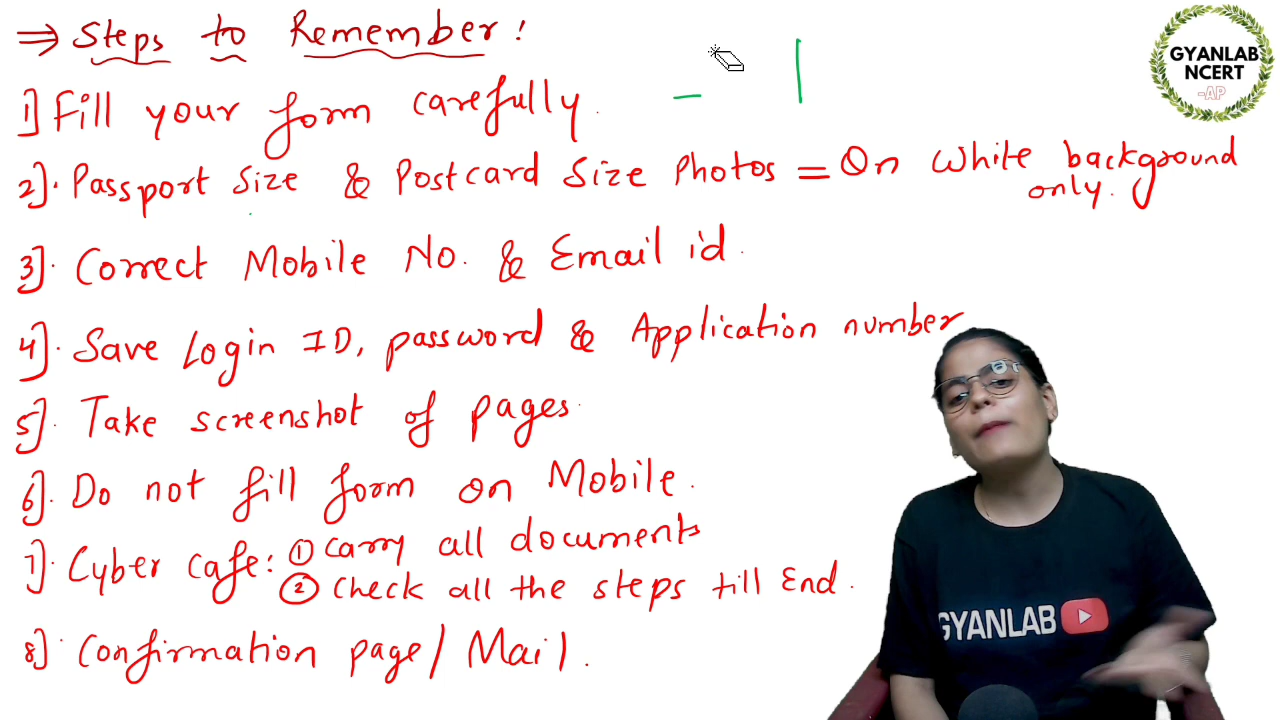 ⇒ Steps to Remember!
1] Fill your form carefully.
2]. Passport Size & Postcard Size Photos = On White background
only.
3]. Correct Mobile No. & Email id.
4]. Save Login ID, password & Application number
5]. Take screenshot of pages.
6]. Do not fill form on Mobile.
7]. Cyber cafe: ① Carry all documents
② Check all the steps till End.
8]. Confirmation page/ Mail.
GYANLAB
NCERT
-AP
GYANLAB